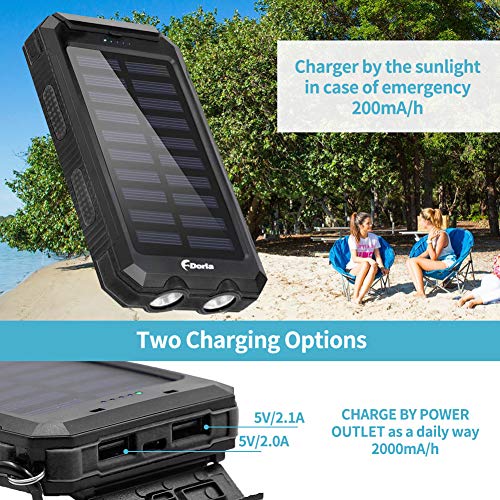 Charger by the sunlight
in case of emergency
200mA/h
E-Dorla
Two Charging Options
5V/2.1A
5V/2.0A
CHARGE BY POWER
OUTLET as a daily way
2000mA/h